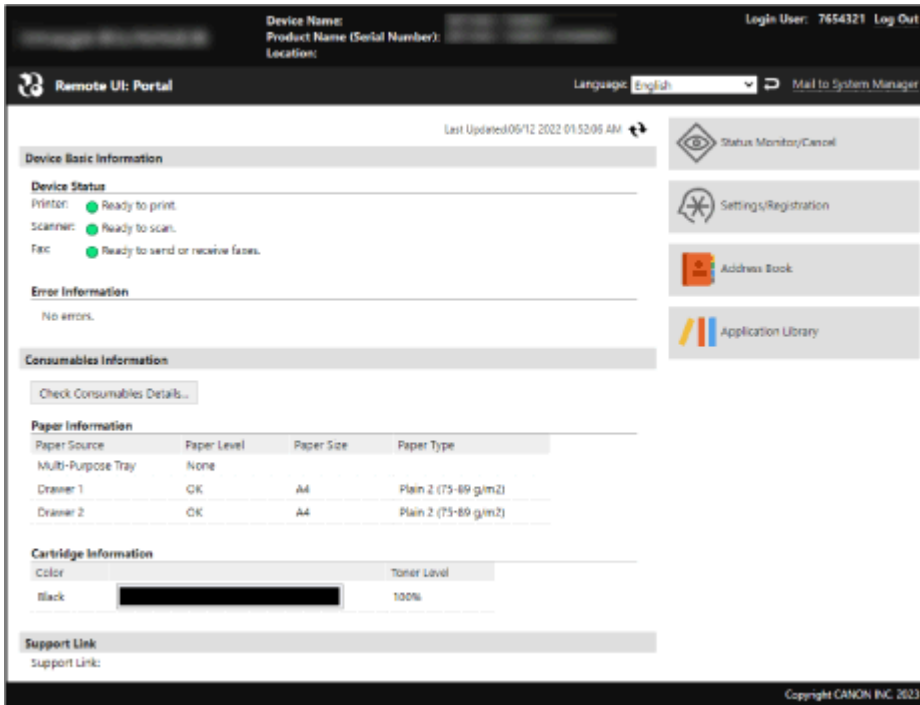 Device Name:
Product Name (Serial Number):
Location:
Login User: 7654321 Log Out
Remote UI: Portal
Language: English
Mail to System Manager
Last Updated:06/12 2022 01:52:06 AM
Device Basic Information
Device Status
Printer: Ready to print.
Scanner: Ready to scan.
Fax: Ready to send or receive faxes.
Error Information
No errors.
Consumables Information
Check Consumables Details...
Paper Information
Paper Source Paper Level Paper Size Paper Type
Multi-Purpose Tray None
Drawer 1 OK A4 Plain 2 (75-89 g/m2)
Drawer 2 OK A4 Plain 2 (75-89 g/m2)
Cartridge Information
Color Toner Level
Black 100%
Support Link
Support Link:
Status Monitor/Cancel
Settings/Registration
Address Book
Application Library
Copyright CANON INC. 2023